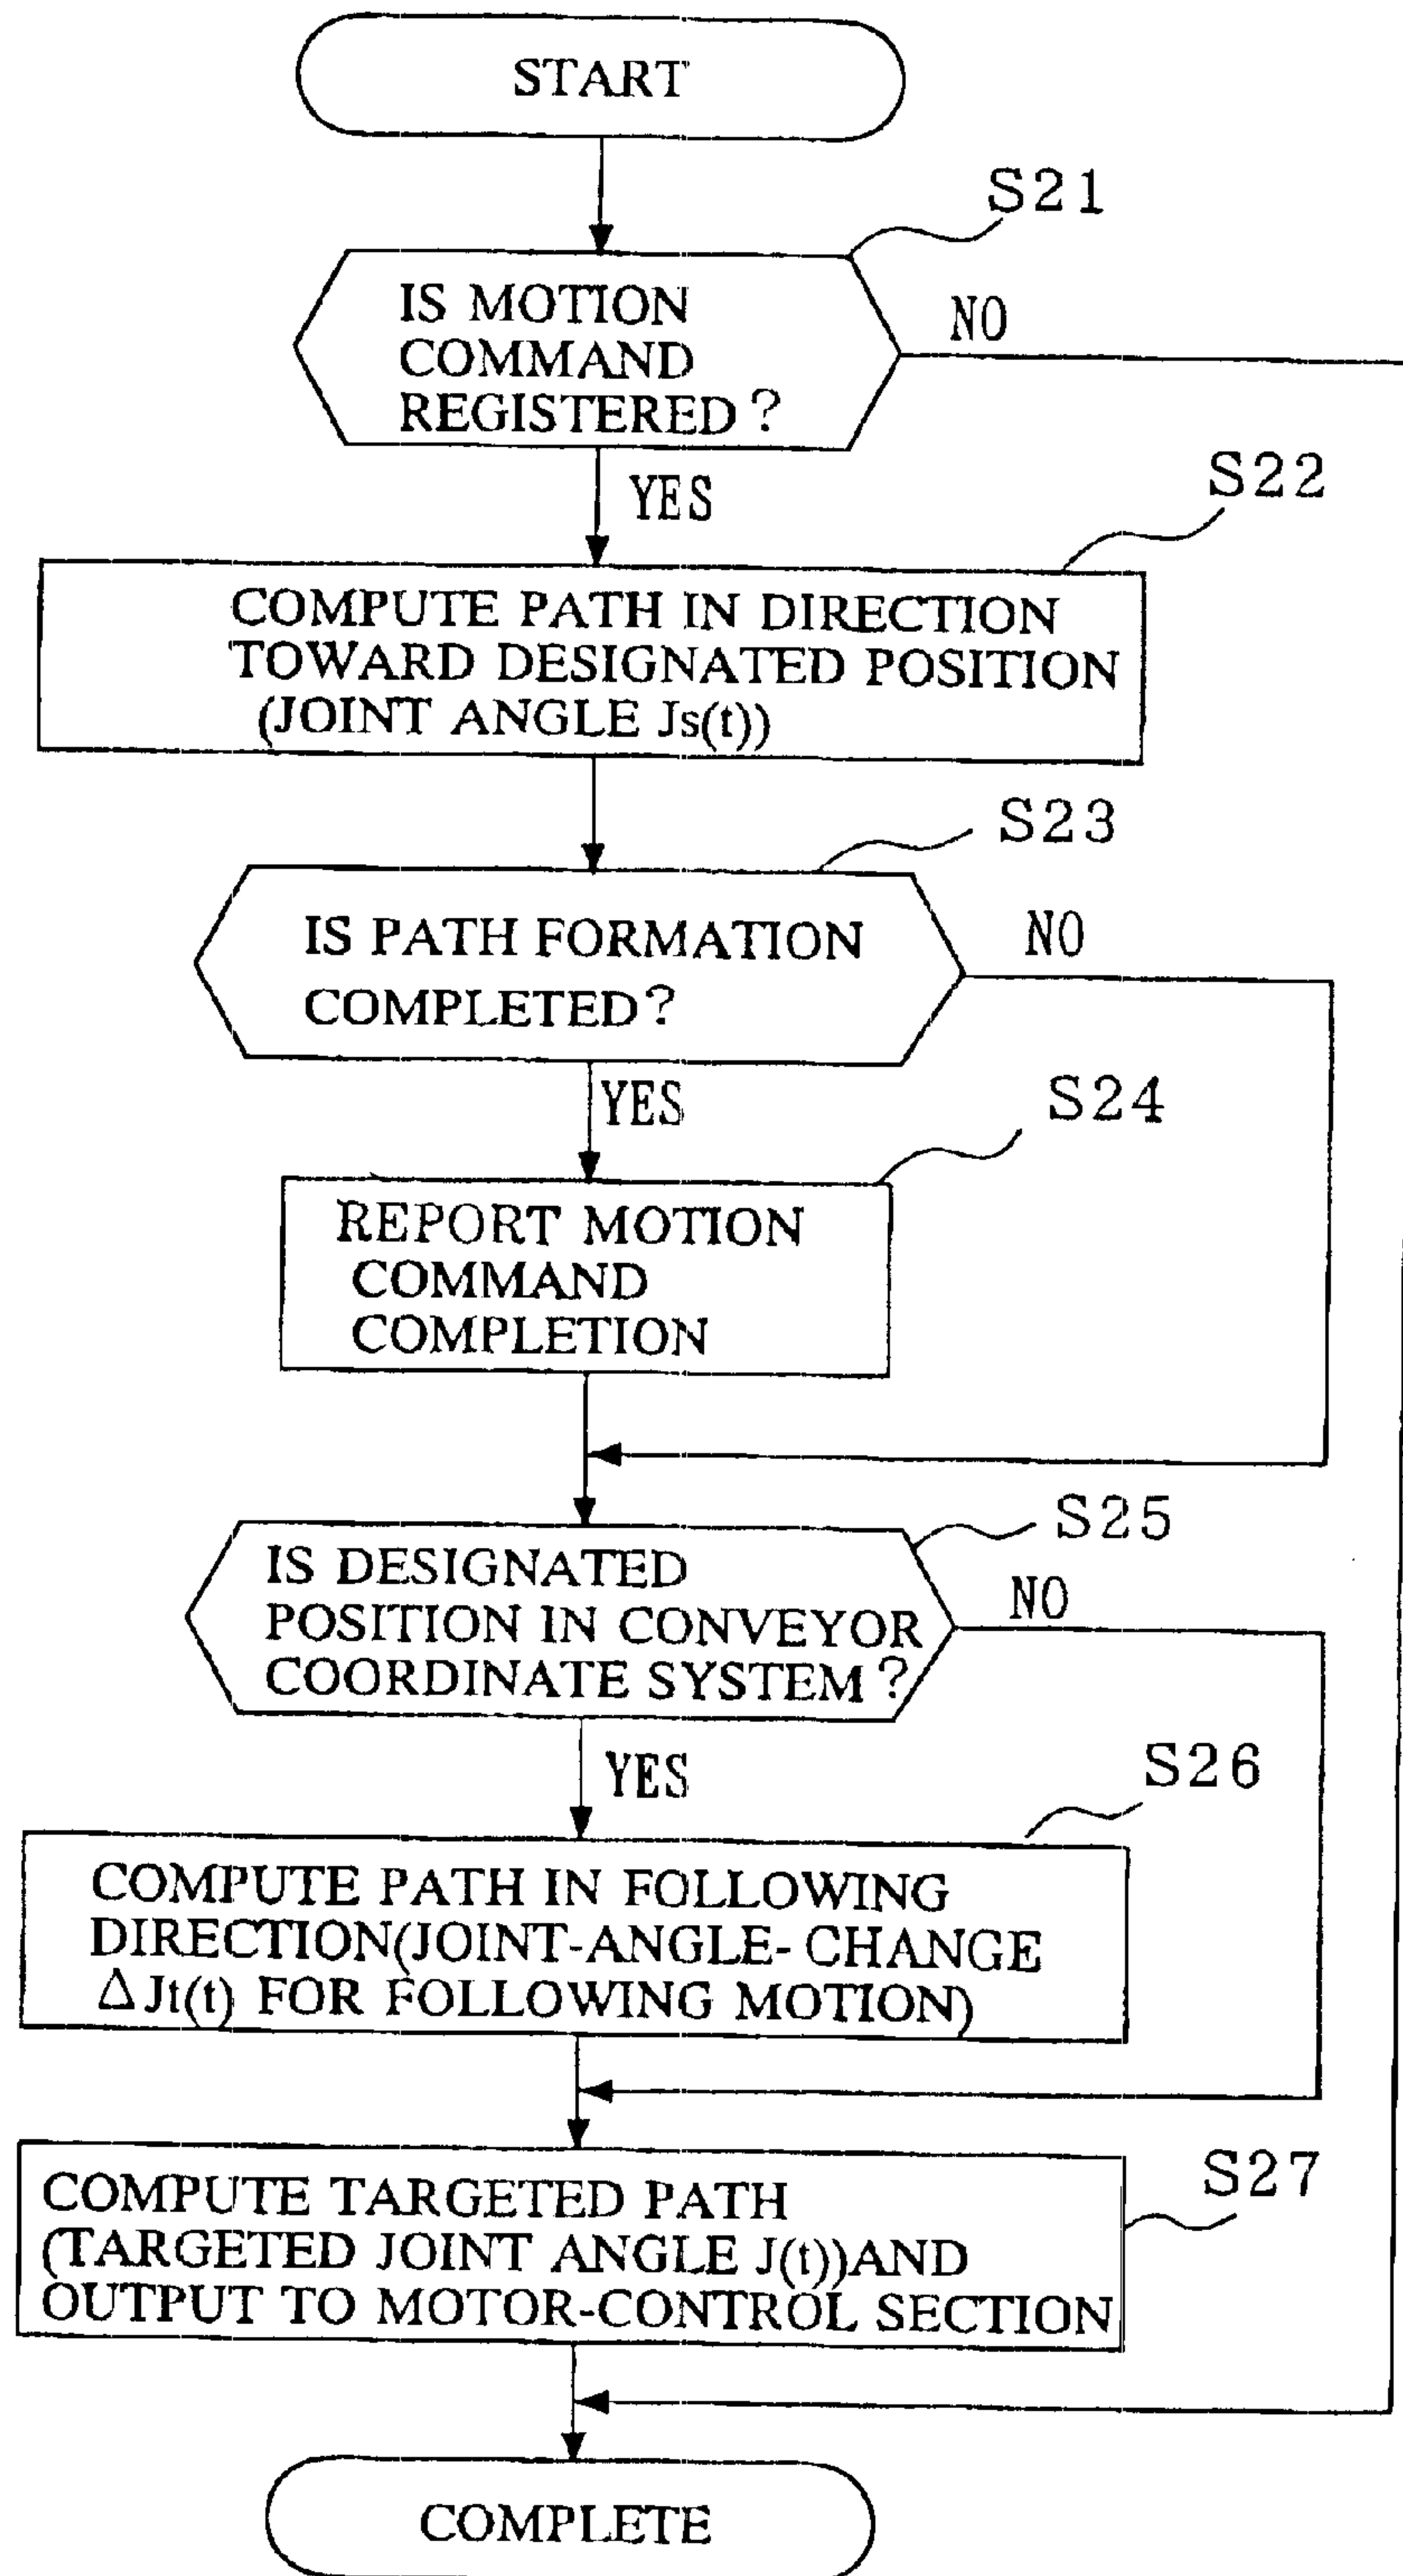 START
S21
IS MOTION
COMMAND
REGISTERED?
NO
YES
S22
COMPUTE PATH IN DIRECTION
TOWARD DESIGNATED POSITION
(JOINT ANGLE Js(t))
S23
IS PATH FORMATION
COMPLETED?
NO
YES
S24
REPORT MOTION
COMMAND
COMPLETION
S25
IS DESIGNATED
POSITION IN CONVEYOR
COORDINATE SYSTEM?
NO
YES
S26
COMPUTE PATH IN FOLLOWING
DIRECTION(JOINT-ANGLE- CHANGE
ΔJt(t) FOR FOLLOWING MOTION)
S27
COMPUTE TARGETED PATH
(TARGETED JOINT ANGLE J(t))AND
OUTPUT TO MOTOR-CONTROL SECTION
COMPLETE